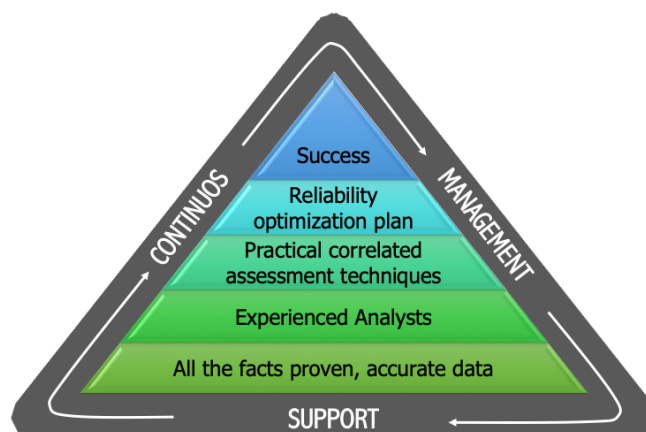 CONTINUOS
MANAGEMENT
Success
Reliability
optimization plan
Practical correlated
assessment techniques
Experienced Analysts
All the facts proven, accurate data
SUPPORT